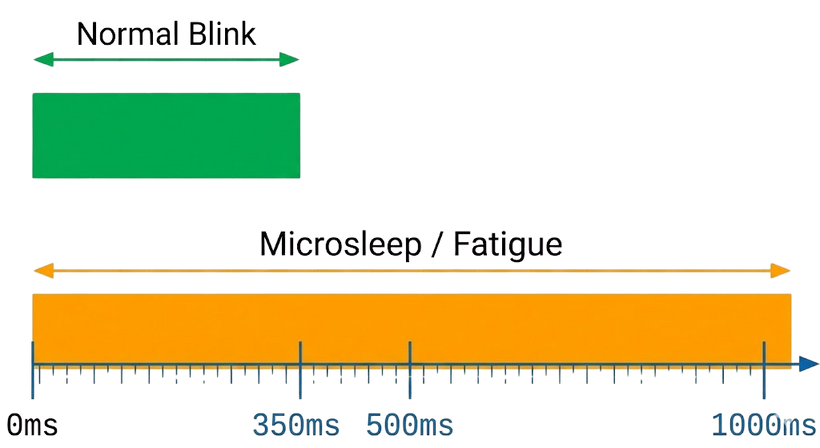 Normal Blink
Microsleep / Fatigue
0ms 350ms 500ms 1000ms